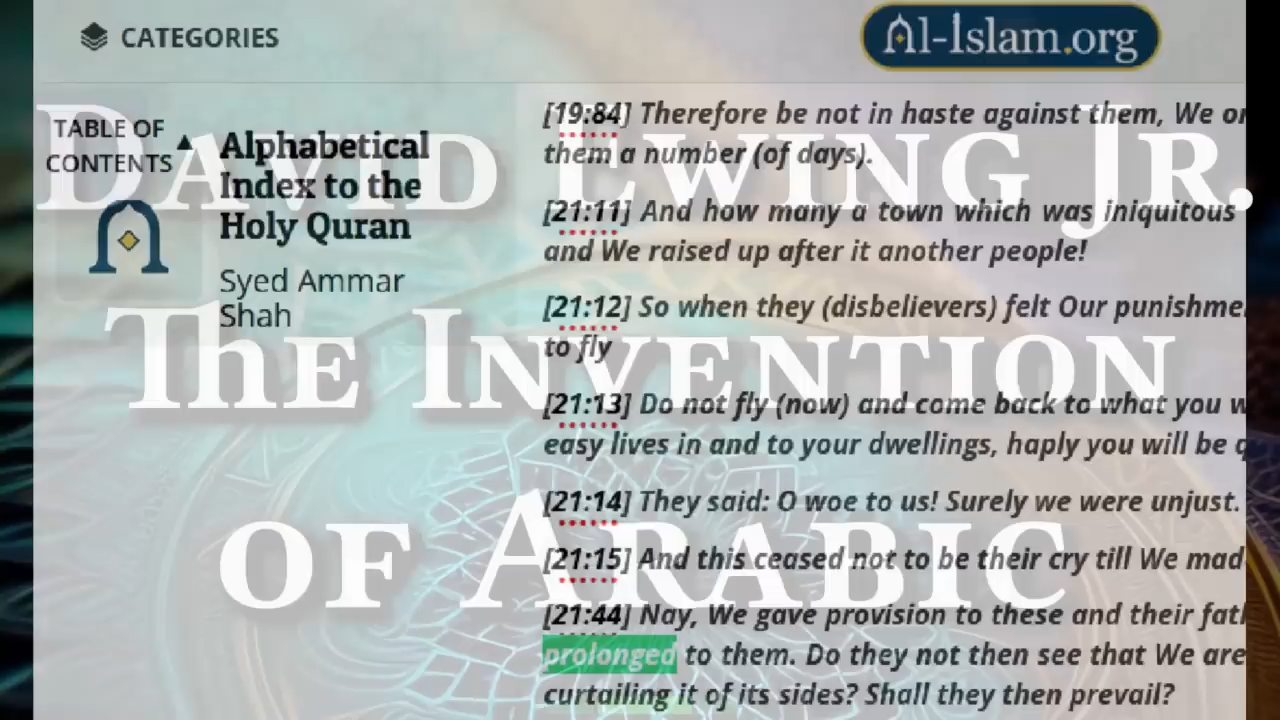 CATEGORIES
Al-Islam.org
TABLE OF
CONTENTS
Alphabetical
Index to the
Holy Quran
Syed Ammar
Shah
[19:84] Therefore be not in haste against them, We
them a number (of days).
[21:11] And how many a town which was iniquitous
and We raised up after it another people!
[21:12] So when they (disbelievers) felt Our
to fly
[21:13] Do not fly (now) and come back to what you
easy lives in and to your dwellings, haply you will be
[21:14] They said: O woe to us! Surely we were unjust.
[21:15] And this ceased not to be their cry till We
[21:44] Nay, We gave provision to these and their
prolonged to them. Do they not then see that We are
curtailing it of its sides? Shall they then prevail?
David Ewing Jr.
The Invention
of Arabic